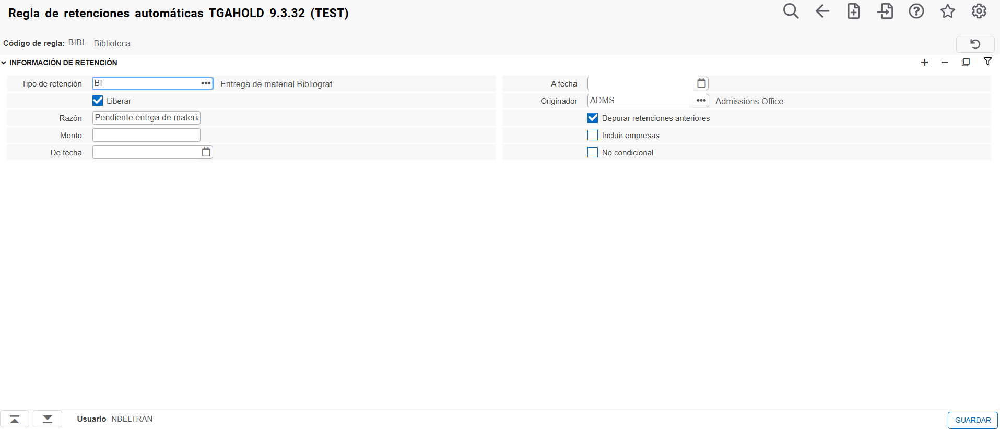 Regla de retenciones automáticas TGAHOLD 9.3.32 (TEST)
Código de regla: BIBL Biblioteca
INFORMACIÓN DE RETENCIÓN
Tipo de retención BI Entrega de material Bibliograf
Liberar
Razón Pendiente entrga de materi
Monto
De fecha
A fecha
Originador ADMS Admissions Office
Depurar retenciones anteriores
Incluir empresas
No condicional
Usuario NBELTRAN
GUARDAR